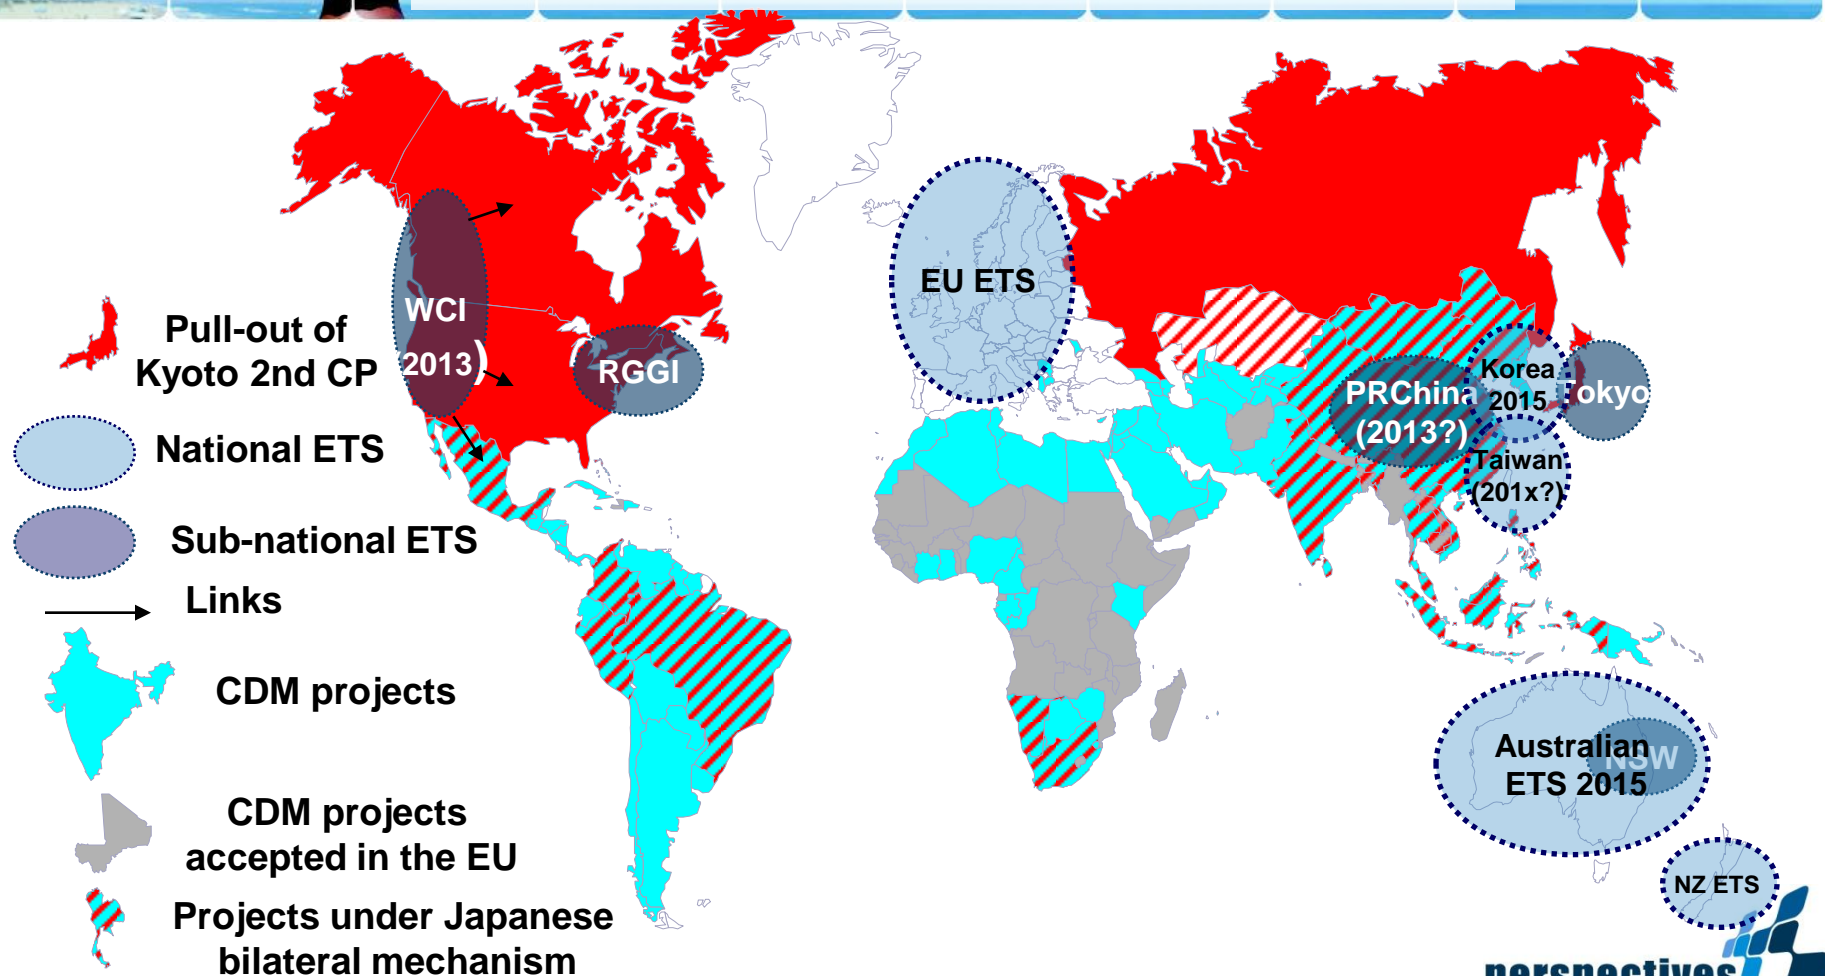 WCI
(2013)
RGGI
EU ETS
PRChina
(2013?)
Korea
2015
Tokyo
Taiwan
(201x?)
Australian
ETS 2015
NSW
NZ ETS
Pull-out of
Kyoto 2nd CP
National ETS
Sub-national ETS
Links
CDM projects
CDM projects
accepted in the EU
Projects under Japanese
bilateral mechanism
perspectives